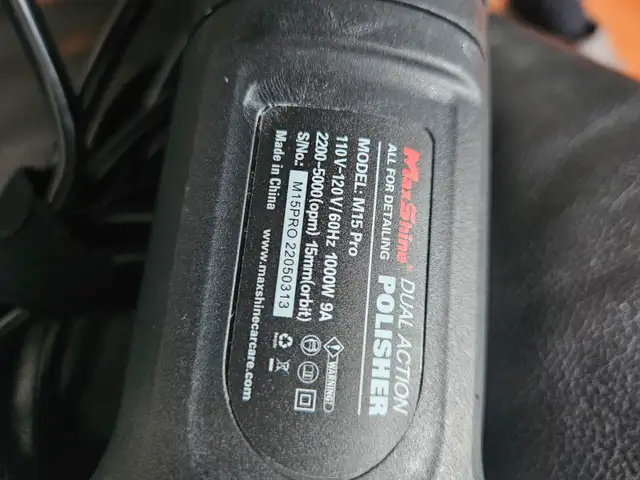 MaxShine® DUAL ACTION
ALL FOR DETAILING POLISHER
MODEL: M15 Pro
110V-120V/60Hz 1000W 9A
2200-5000(opm) 15mm(orbit)
S/No.: M15PRO 22050313
Made in China www.maxshinecarcare.com
WARNING